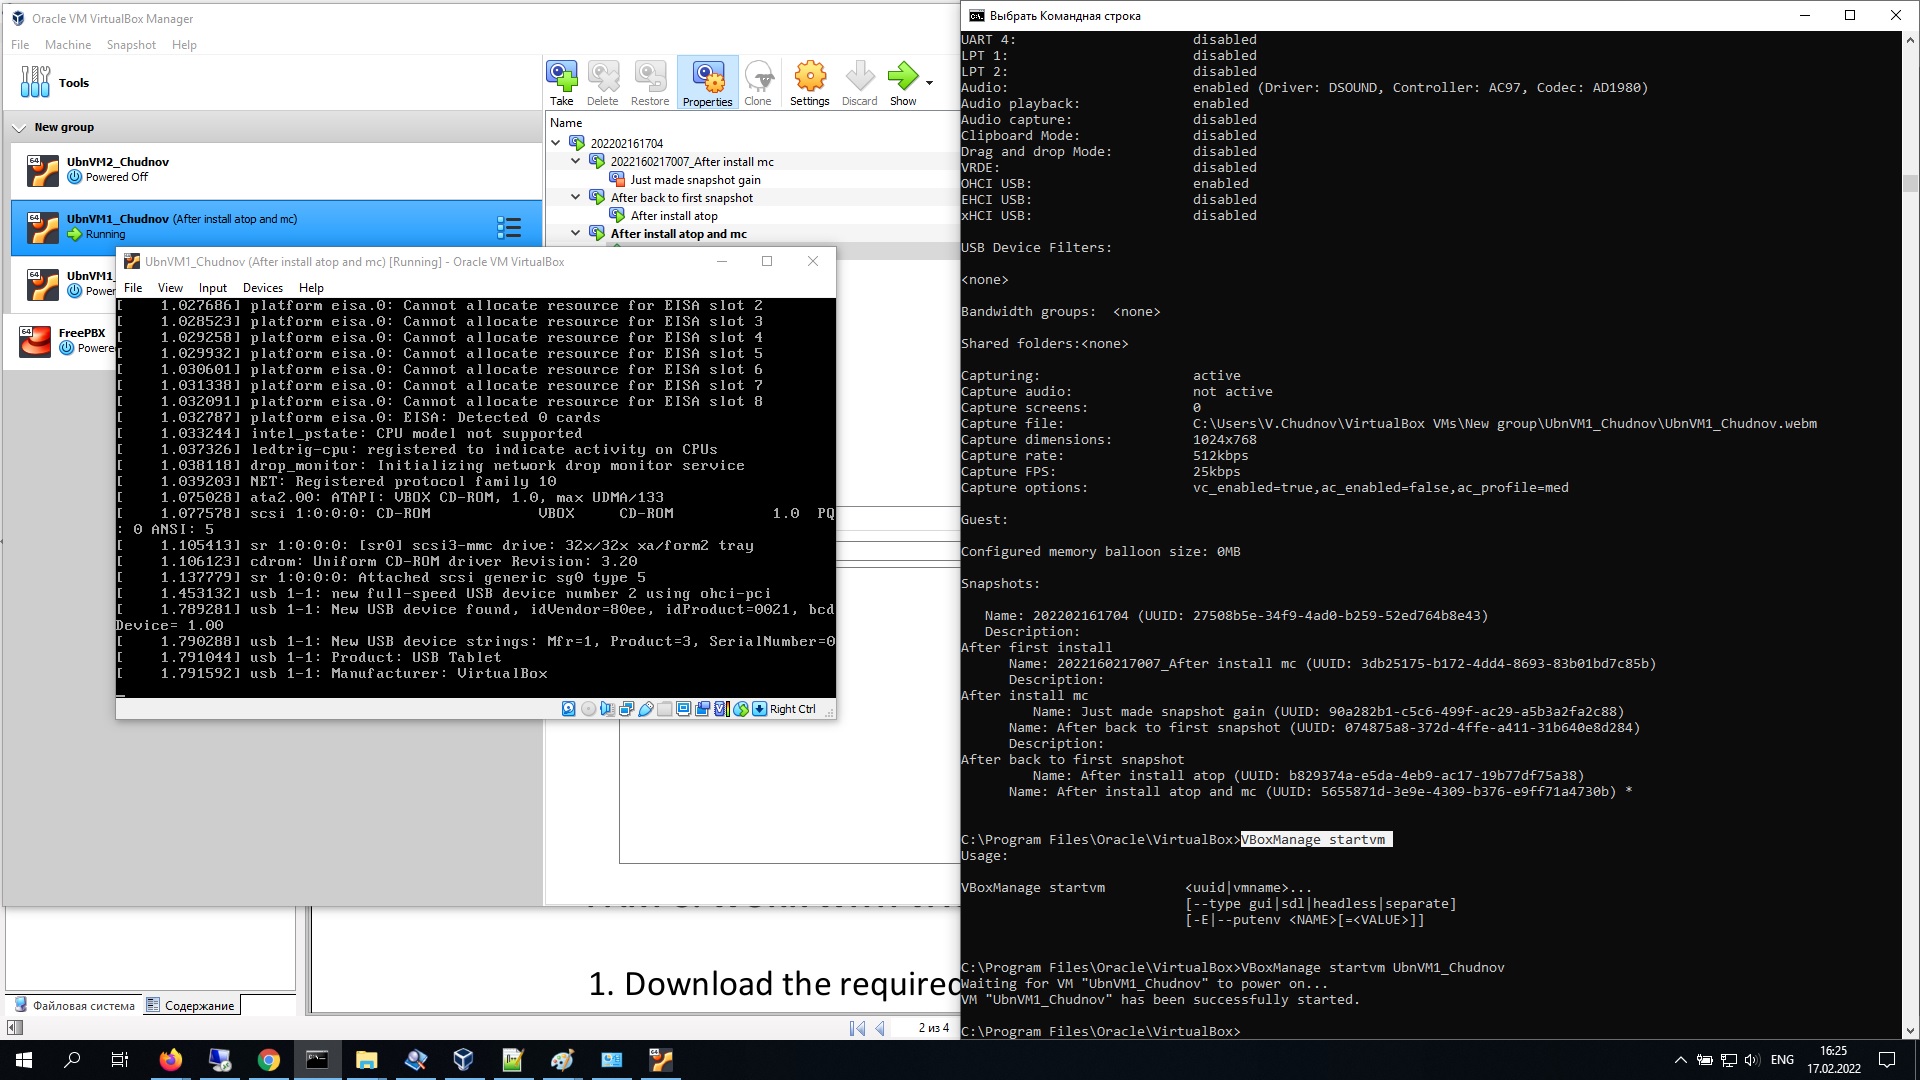 Oracle VM VirtualBox Manager
File Machine Snapshot Help
Tools
New group
UbnVM2_Chudnov
Powered Off
UbnVM1_Chudnov (After install atop and mc)
Running
UbnVM1_
Power
FreePBX
Powere
Take Delete Restore Properties Clone Settings Discard Show
Name
202202161704
2022160217007_After install mc
Just made snapshot gain
After back to first snapshot
After install atop
After install atop and mc
UbnVM1_Chudnov (After install atop and mc) [Running] - Oracle VM VirtualBox
File View Input Devices Help
[    1.027686] platform eisa.0: Cannot allocate resource for EISA slot 2
[    1.028523] platform eisa.0: Cannot allocate resource for EISA slot 3
[    1.029258] platform eisa.0: Cannot allocate resource for EISA slot 4
[    1.029932] platform eisa.0: Cannot allocate resource for EISA slot 5
[    1.030601] platform eisa.0: Cannot allocate resource for EISA slot 6
[    1.031338] platform eisa.0: Cannot allocate resource for EISA slot 7
[    1.032091] platform eisa.0: Cannot allocate resource for EISA slot 8
[    1.032787] platform eisa.0: EISA: Detected 0 cards
[    1.033244] intel_pstate: CPU model not supported
[    1.037326] ledtrig-cpu: registered to indicate activity on CPUs
[    1.038118] drop_monitor: Initializing network drop monitor service
[    1.039203] NET: Registered protocol family 10
[    1.075028] ata2.00: ATAPI: VBOX CD-ROM, 1.0, max UDMA/133
[    1.077578] scsi 1:0:0:0: CD-ROM            VBOX     CD-ROM           1.0  PQ
: 0 ANSI: 5
[    1.105413] sr 1:0:0:0: [sr0] scsi3-mmc drive: 32x/32x xa/form2 tray
[    1.106123] cdrom: Uniform CD-ROM driver Revision: 3.20
[    1.137779] sr 1:0:0:0: Attached scsi generic sg0 type 5
[    1.453132] usb 1-1: new full-speed USB device number 2 using ohci-pci
[    1.789281] usb 1-1: New USB device found, idVendor=80ee, idProduct=0021, bcd
Device= 1.00
[    1.790288] usb 1-1: New USB device strings: Mfr=1, Product=3, SerialNumber=0
[    1.791044] usb 1-1: Product: USB Tablet
[    1.791592] usb 1-1: Manufacturer: VirtualBox
Right Ctrl
1. Download the required
Файловая система Содержание
2 из 4
Выбрать Командная строка
UART 4: disabled
LPT 1: disabled
LPT 2: disabled
Audio: enabled (Driver: DSOUND, Controller: AC97, Codec: AD1980)
Audio playback: enabled
Audio capture: disabled
Clipboard Mode: disabled
Drag and drop Mode: disabled
VRDE: disabled
OHCI USB: enabled
EHCI USB: disabled
xHCI USB: disabled
USB Device Filters:
<none>
Bandwidth groups:  <none>
Shared folders:<none>
Capturing: active
Capture audio: not active
Capture screens: 0
Capture file: C:\Users\V.Chudnov\VirtualBox VMs\New group\UbnVM1_Chudnov\UbnVM1_Chudnov.webm
Capture dimensions: 1024x768
Capture rate: 512kbps
Capture FPS: 25kbps
Capture options: vc_enabled=true,ac_enabled=false,ac_profile=med
Guest:
Configured memory balloon size: 0MB
Snapshots:
Name: 202202161704 (UUID: 27508b5e-34f9-4ad0-b259-52ed764b8e43)
Description:
After first install
Name: 2022160217007_After install mc (UUID: 3db25175-b172-4dd4-8693-83b01bd7c85b)
Description:
After install mc
Name: Just made snapshot gain (UUID: 90a282b1-c5c6-499f-ac29-a5b3a2fa2c88)
Name: After back to first snapshot (UUID: 074875a8-372d-4ffe-a411-31b640e8d284)
Description:
After back to first snapshot
Name: After install atop (UUID: b829374a-e5da-4eb9-ac17-19b77df75a38)
Name: After install atop and mc (UUID: 5655871d-3e9e-4309-b376-e9ff71a4730b) *
C:\Program Files\Oracle\VirtualBox>VBoxManage startvm
Usage:
VBoxManage startvm <uuid|vmname>...
[--type gui|sdl|headless|separate]
[-E|--putenv <NAME>[=<VALUE>]]
C:\Program Files\Oracle\VirtualBox>VBoxManage startvm UbnVM1_Chudnov
Waiting for VM "UbnVM1_Chudnov" to power on...
VM "UbnVM1_Chudnov" has been successfully started.
C:\Program Files\Oracle\VirtualBox>
ENG
16:25
17.02.2022